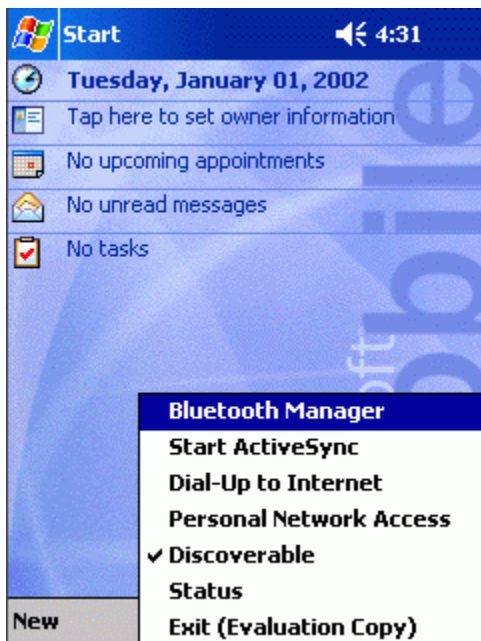 Start 4:31
Tuesday, January 01, 2002
Tap here to set owner information
No upcoming appointments
No unread messages
No tasks
Bluetooth Manager
Start ActiveSync
Dial-Up to Internet
Personal Network Access
Discoverable
Status
Exit (Evaluation Copy)
New